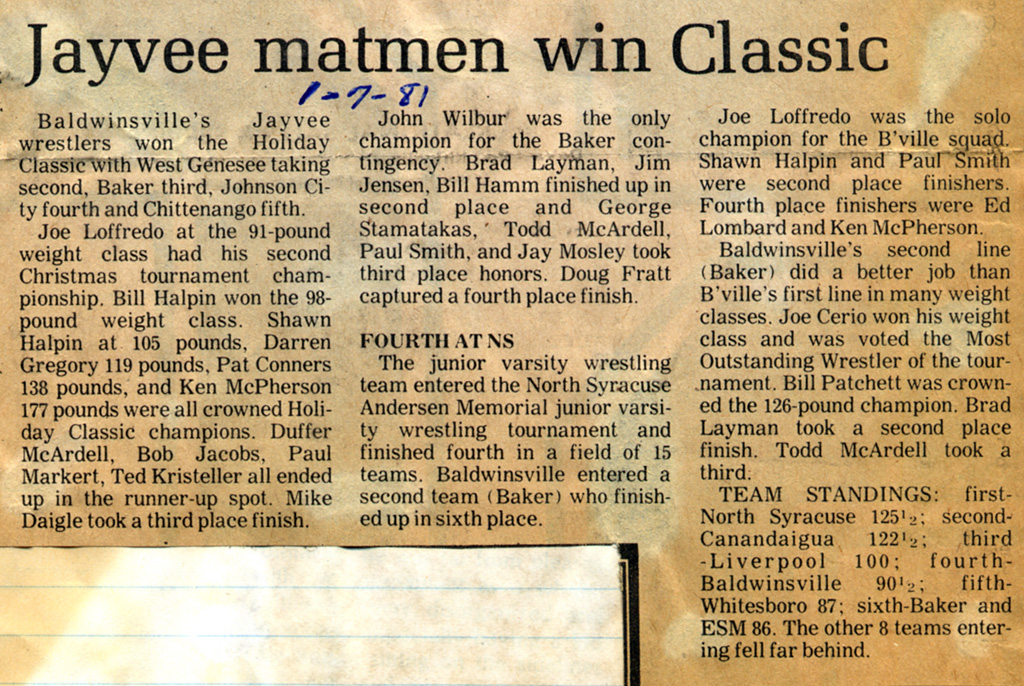 Jayvee matmen win Classic
1-7-81
Baldwinsville's Jayvee
wrestlers won the Holiday
Classic with West Genesee taking
second, Baker third, Johnson Ci-
ty fourth and Chittenango fifth.
Joe Loffredo at the 91-pound
weight class had his second
Christmas tournament cham-
pionship. Bill Halpin won the 98-
pound weight class. Shawn
Halpin at 105 pounds, Darren
Gregory 119 pounds, Pat Conners
138 pounds, and Ken McPherson
177 pounds were all crowned Holi-
day Classic champions. Duffer
McArdell, Bob Jacobs, Paul
Markert, Ted Kristeller all ended
up in the runner-up spot. Mike
Daigle took a third place finish.
John Wilbur was the only
champion for the Baker con-
tingency. Brad Layman, Jim
Jensen, Bill Hamm finished up in
second place and George
Stamatakas, Todd McArdell,
Paul Smith, and Jay Mosley took
third place honors. Doug Fratt
captured a fourth place finish.
FOURTH AT NS
The junior varsity wrestling
team entered the North Syracuse
Andersen Memorial junior varsi-
ty wrestling tournament and
finished fourth in a field of 15
teams. Baldwinsville entered a
second team (Baker) who finish-
ed up in sixth place.
Joe Loffredo was the solo
champion for the B'ville squad.
Shawn Halpin and Paul Smith
were second place finishers.
Fourth place finishers were Ed
Lombard and Ken McPherson.
Baldwinsville's second line
(Baker) did a better job than
B'ville's first line in many weight
classes. Joe Cerio won his weight
class and was voted the Most
Outstanding Wrestler of the tour-
nament. Bill Patchett was crown-
ed the 126-pound champion. Brad
Layman took a second place
finish. Todd McArdell took a
third.
TEAM STANDINGS: first-
North Syracuse 125½; second-
Canandaigua 122½; third
-Liverpool 100; fourth-
Baldwinsville 90½; fifth-
Whitesboro 87; sixth-Baker and
ESM 86. The other 8 teams enter-
ing fell far behind.